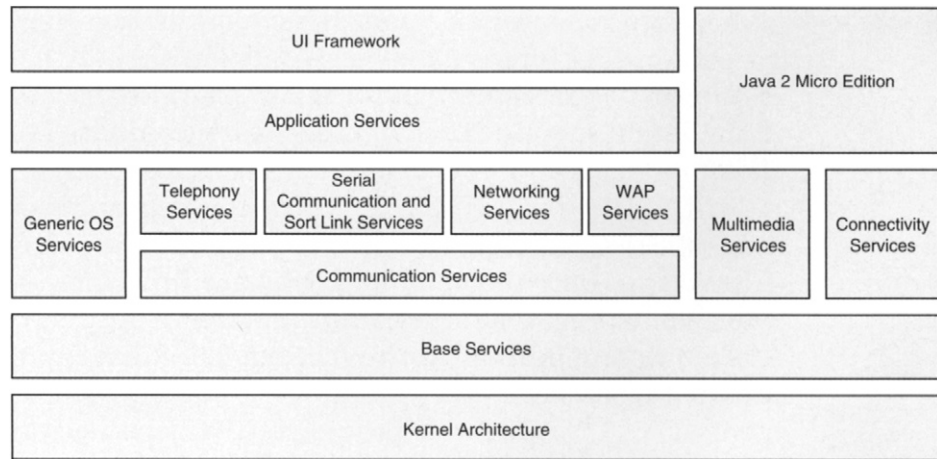 UI Framework
Java 2 Micro Edition
Application Services
Generic OS
Services
Telephony
Services
Serial
Communication and
Sort Link Services
Networking
Services
WAP
Services
Multimedia
Services
Connectivity
Services
Communication Services
Base Services
Kernel Architecture